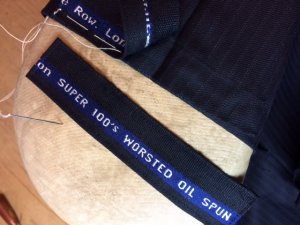 e Row. Lon
on SUPER 100's WORSTED OIL SPUN